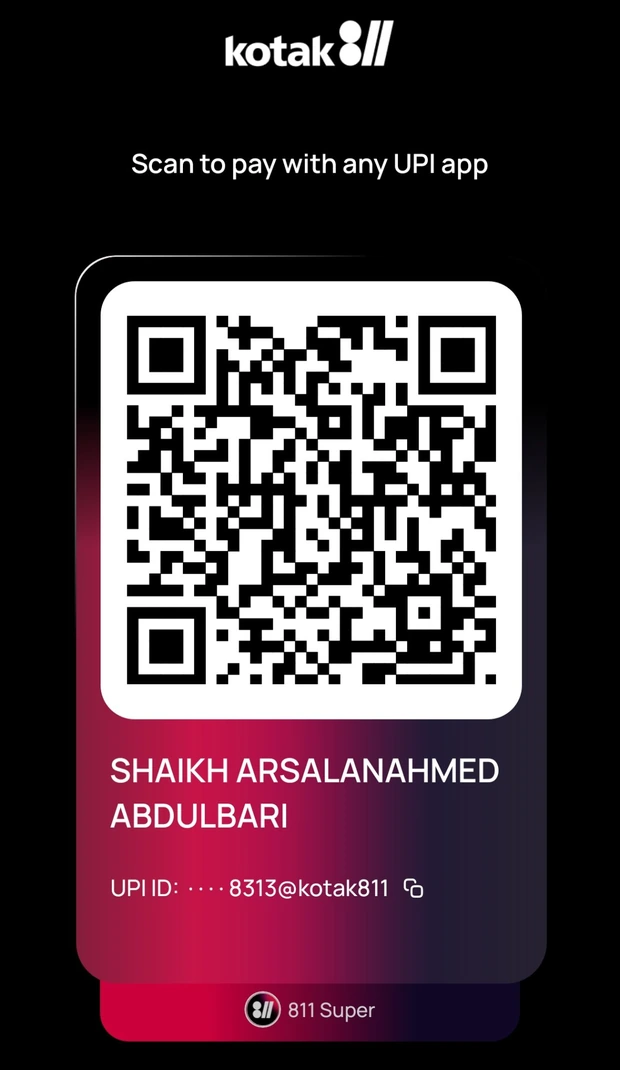 kotak811
Scan to pay with any UPI app
SHAIKH ARSALANAHMED
ABDULBARI
UPI ID: ····8313@kotak811
811 Super